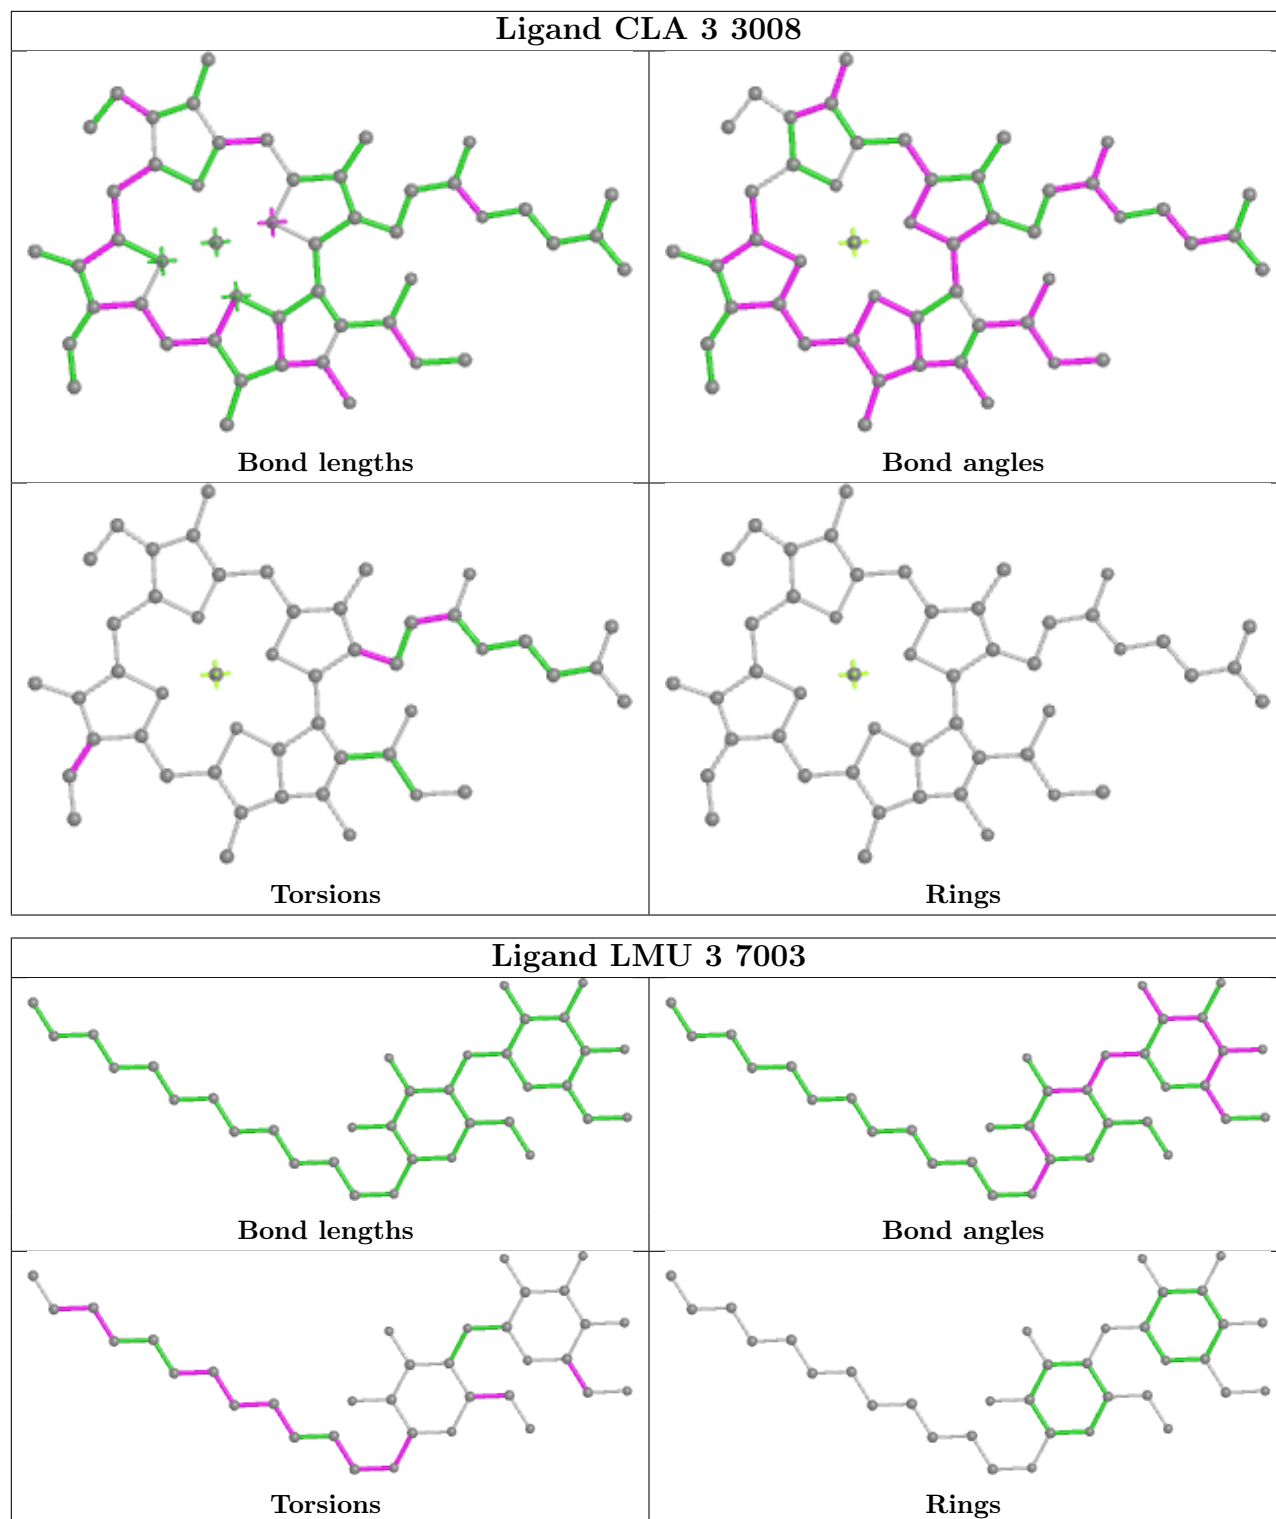 Ligand CLA 3 3008
Bond lengths
Bond angles
Torsions
Rings
Ligand LMU 3 7003
Bond lengths
Bond angles
Torsions
Rings